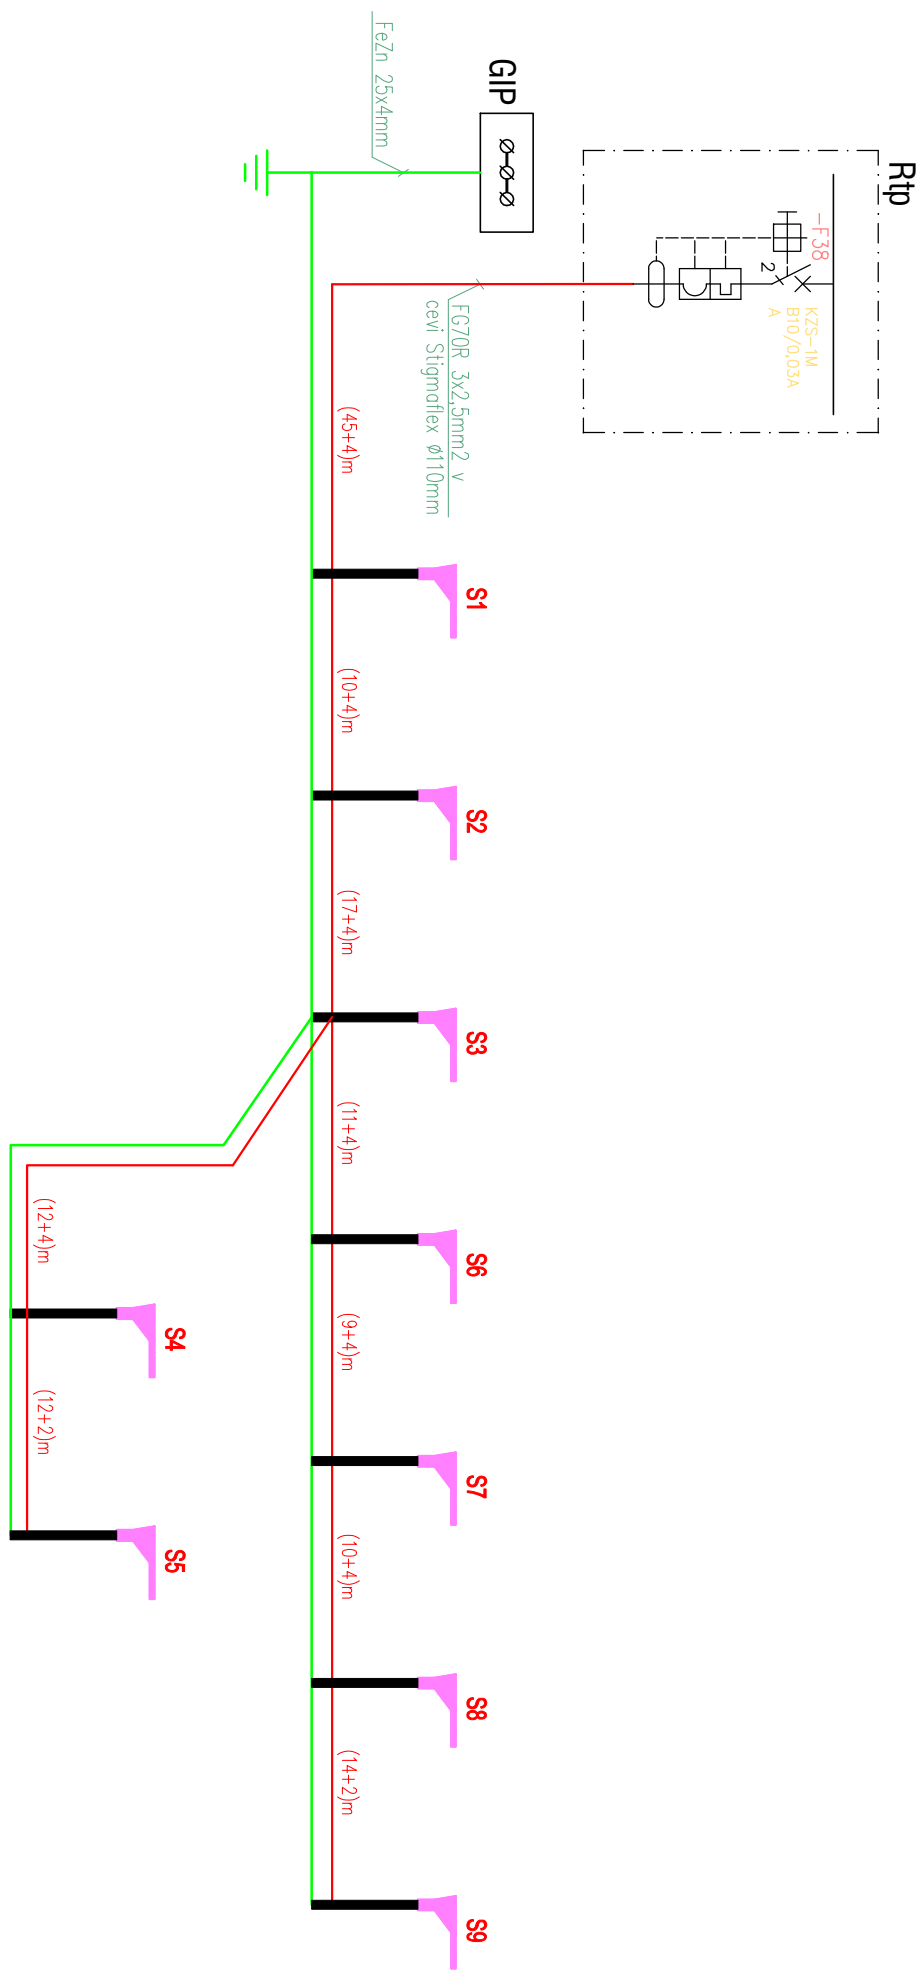 Rtp
-F38
KZS-1M
B10/0,03A
A
2
GIP
FeZn 25x4mm
FG70R 3x2,5mm2 v
cevi Stigmaflex Ø110mm
(45+4)m
S1
(10+4)m
S2
(17+4)m
S3
(11+4)m
S6
(9+4)m
S7
(10+4)m
S8
(14+2)m
S9
(12+4)m
S4
(12+2)m
S5